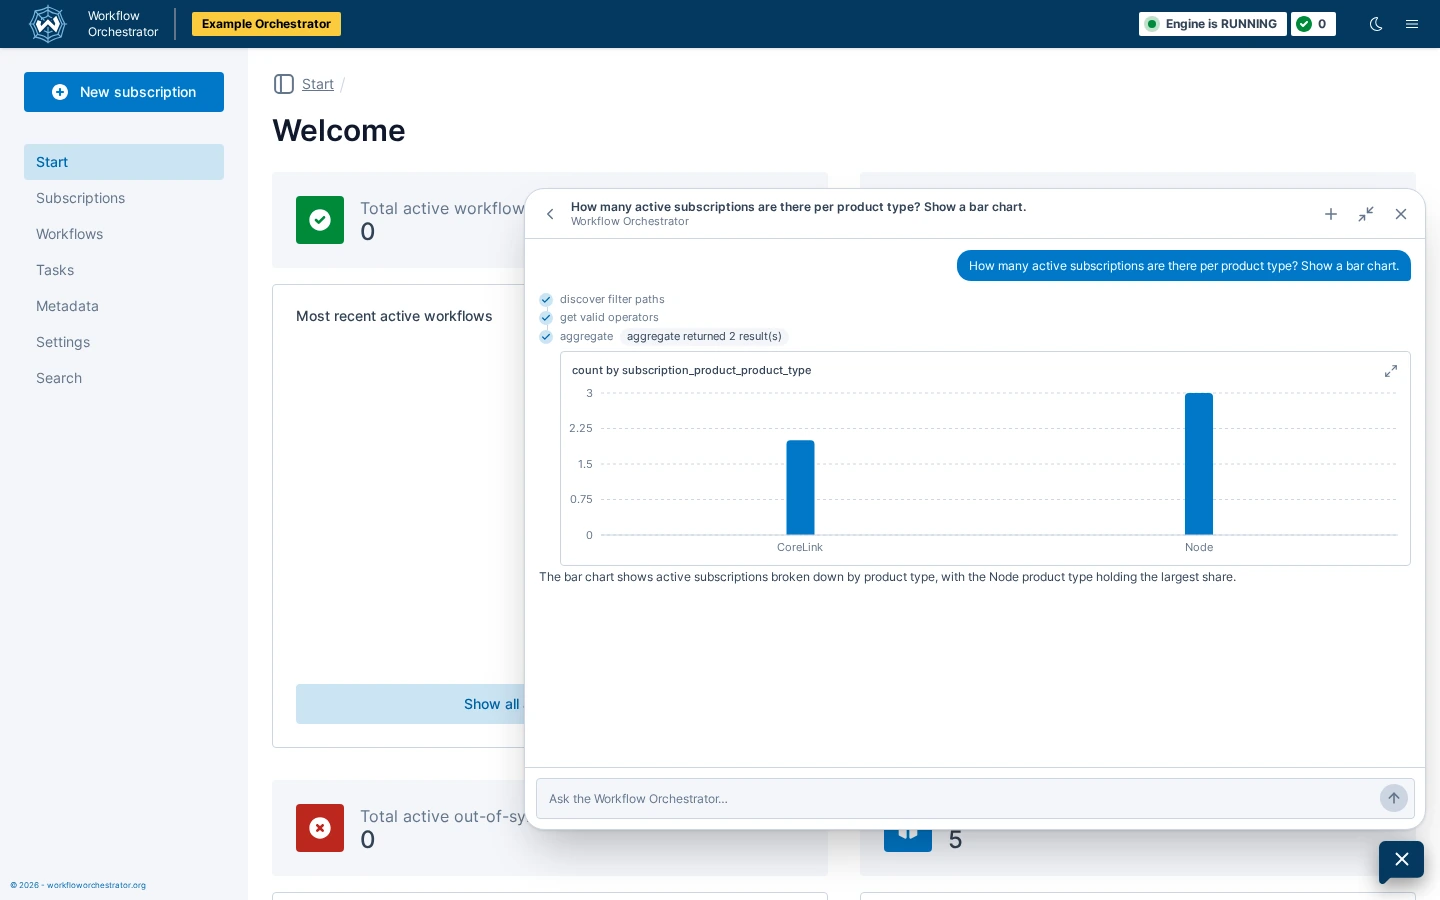 Workflow
Orchestrator
Example Orchestrator
Engine is RUNNING
0
New subscription
Start
Subscriptions
Workflows
Tasks
Metadata
Settings
Search
© 2026 - workfloworchestrator.org
Start /
Welcome
Total active workflow
0
Most recent active workflows
Show all
Total active out-of-sy
0
5
How many active subscriptions are there per product type? Show a bar chart.
Workflow Orchestrator
How many active subscriptions are there per product type? Show a bar chart.
discover filter paths
get valid operators
aggregate aggregate returned 2 result(s)
count by subscription_product_product_type
3
2.25
1.5
0.75
0
CoreLink Node
The bar chart shows active subscriptions broken down by product type, with the Node product type holding the largest share.
Ask the Workflow Orchestrator...